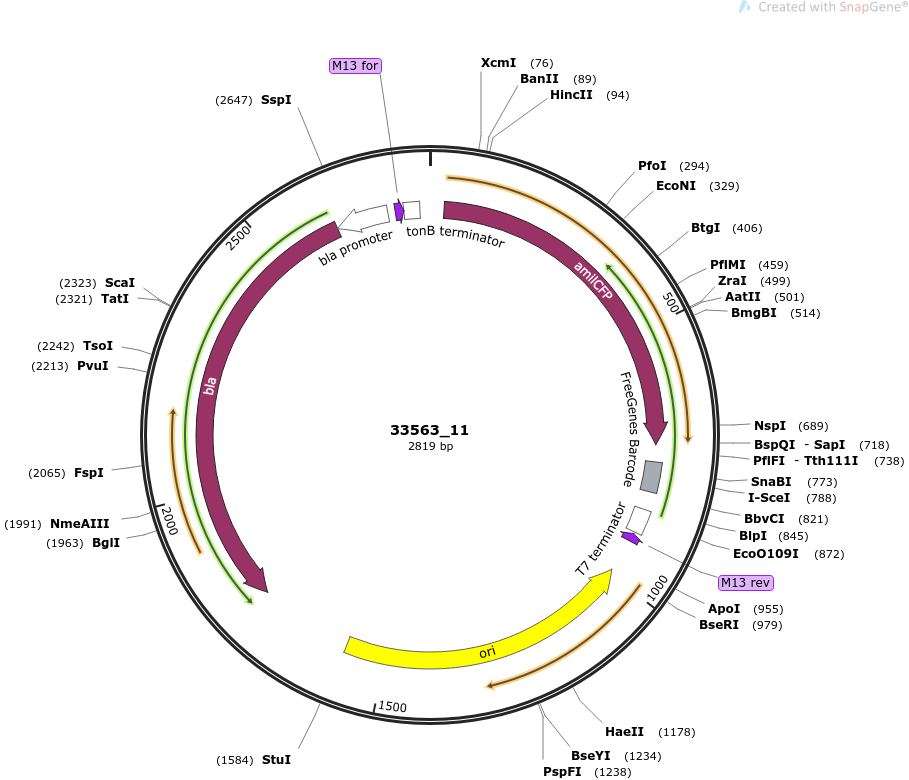 Created with SnapGene®
M13 for
XcmI (76)
BanII (89)
HincII (94)
(2647) SspI
PfoI (294)
EcoNI (329)
BtgI (406)
PflMI (459)
ZraI (499)
AatII (501)
BmgBI (514)
bla promoter
tonB terminator
amilCFP
2500
500
(2323) ScaI
(2321) TatI
(2242) TsoI
(2213) PvuI
bla
FreeGenes Barcode
33563_11
2819 bp
NspI (689)
BspQI - SapI (718)
PflFI - Tth111I (738)
SnaBI (773)
I-SceI (788)
BbvCI (821)
BlpI (845)
EcoO109I (872)
(2065) FspI
(1991) NmeAIII
(1963) BglI
2000
T7 terminator
M13 rev
1000
ApoI (955)
BseRI (979)
ori
1500
HaeII (1178)
BseYI (1234)
PspFI (1238)
(1584) StuI